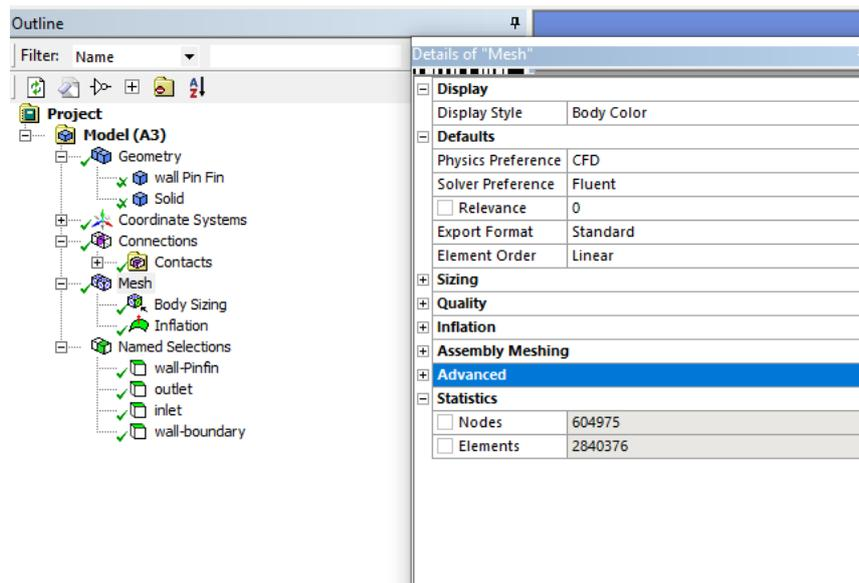 Outline
Filter: Name
Project
Model (A3)
Geometry
wall Pin Fin
Solid
Coordinate Systems
Connections
Contacts
Mesh
Body Sizing
Inflation
Named Selections
wall-Pinfin
outlet
inlet
wall-boundary
Details of "Mesh"
Display
Display Style Body Color
Defaults
Physics Preference CFD
Solver Preference Fluent
Relevance 0
Export Format Standard
Element Order Linear
Sizing
Quality
Inflation
Assembly Meshing
Advanced
Statistics
Nodes 604975
Elements 2840376